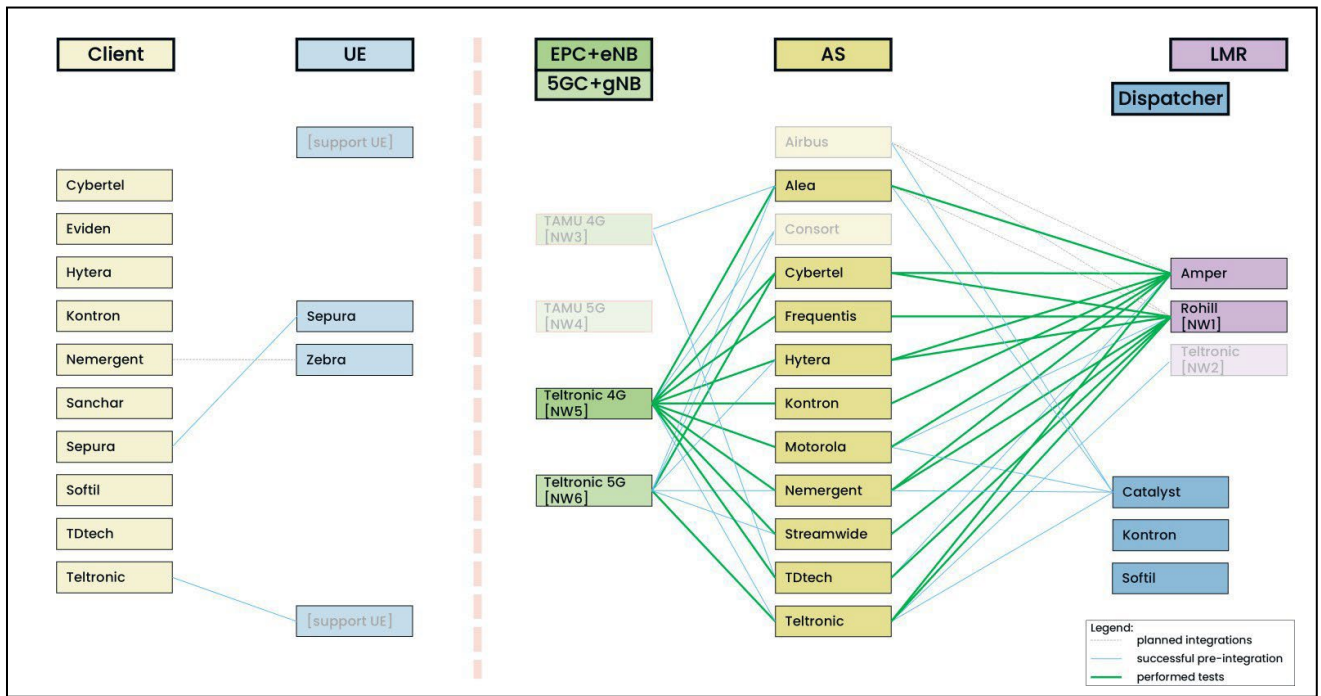 Client
UE
EPC+eNB
5GC+gNB
AS
LMR
Dispatcher
[support UE]
Cybertel
Eviden
Hytera
Kontron
Nemergent
Sanchar
Sepura
Softil
TDtech
Teltronic
Sepura
Zebra
[support UE]
TAMU 4G
[NW3]
TAMU 5G
[NW4]
Teltronic 4G
[NW5]
Teltronic 5G
[NW6]
Airbus
Alea
Consort
Cybertel
Frequentis
Hytera
Kontron
Motorola
Nemergent
Streamwide
TDtech
Teltronic
Amper
Rohill
[NW1]
Teltronic
[NW2]
Catalyst
Kontron
Softil
Legend:
planned integrations
successful pre-integration
performed tests